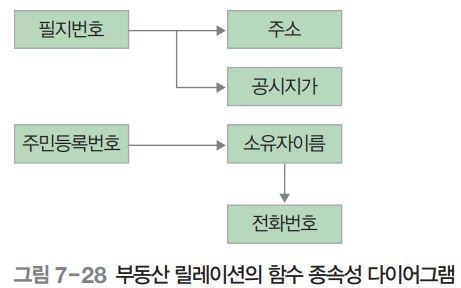 필지번호
주소
공시지가
주민등록번호
소유자이름
전화번호
그림 7-28 부동산 릴레이션의 함수 종속성 다이어그램